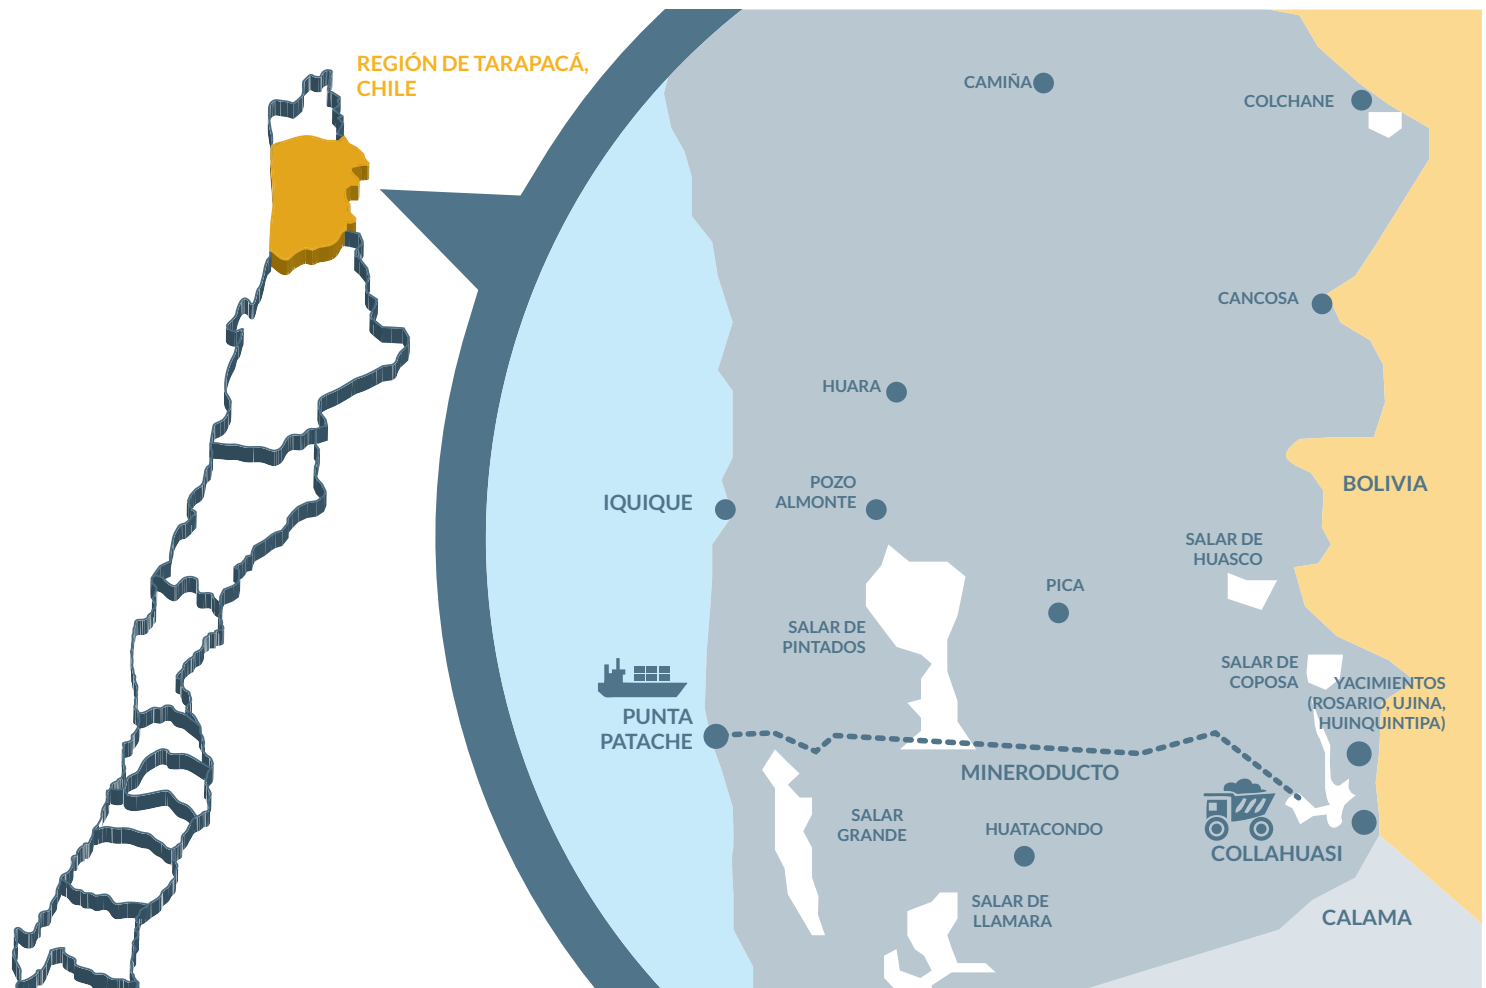 REGIÓN DE TARAPACÁ,
CHILE
CAMIÑA
COLCHANE
CANCOSA
HUARA
BOLIVIA
POZO
ALMONTE
IQUIQUE
SALAR DE
HUASCO
PICA
SALAR DE
PINTADOS
SALAR DE
COPOSA
YACIMIENTOS
(ROSARIO, UJINA,
HUINQUINTIPA)
PUNTA
PATACHE
MINERODUCTO
SALAR
GRANDE
HUATACONDO
COLLAHUASI
SALAR DE
LLAMARA
CALAMA